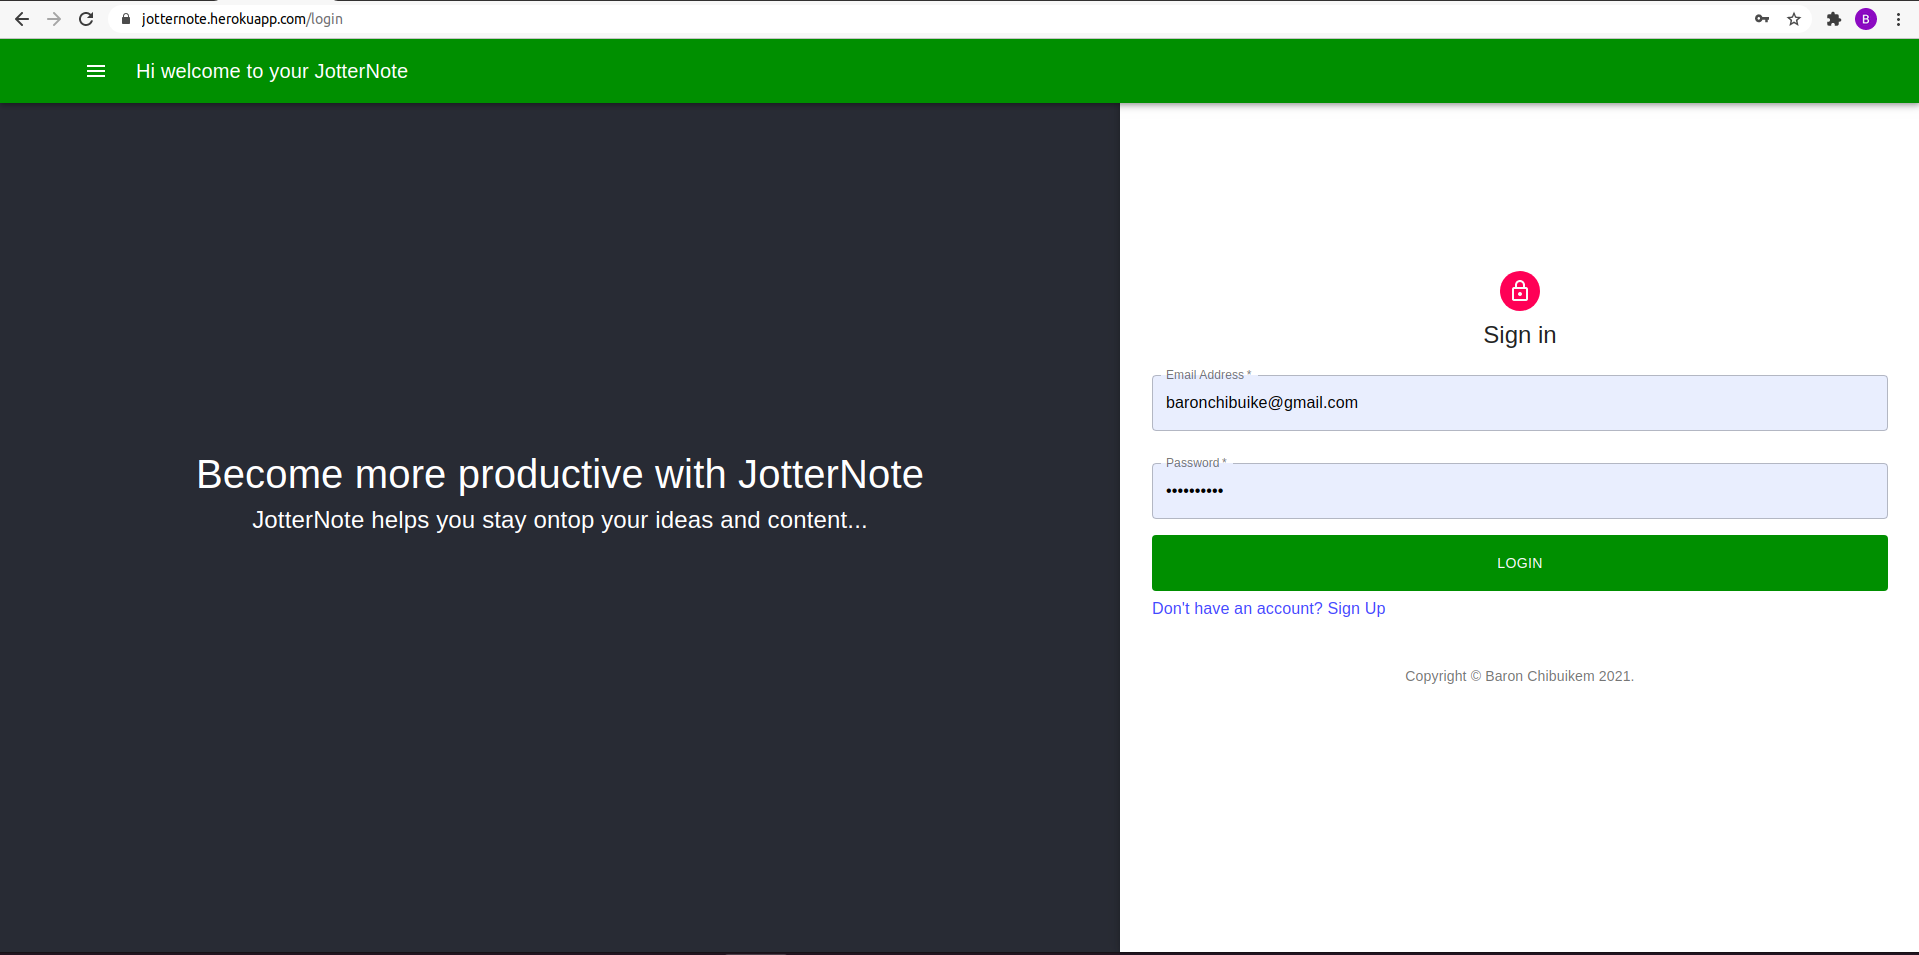 jotternote.herokuapp.com/login
B
Hi welcome to your JotterNote
Become more productive with JotterNote
JotterNote helps you stay ontop your ideas and content...
Sign in
Email Address *
baronchibuike@gmail.com
Password *
••••••••••
LOGIN
Don't have an account? Sign Up
Copyright © Baron Chibuikem 2021.